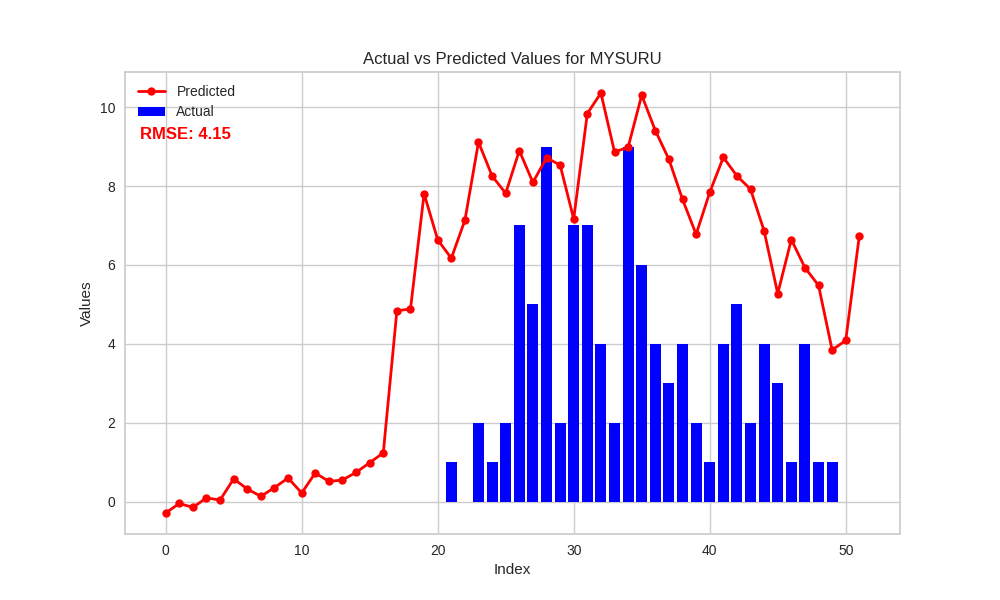 Actual vs Predicted Values for MYSURU
Predicted
Actual
RMSE: 4.15
Values
10
8
6
4
2
0
0 10 20 30 40 50
Index